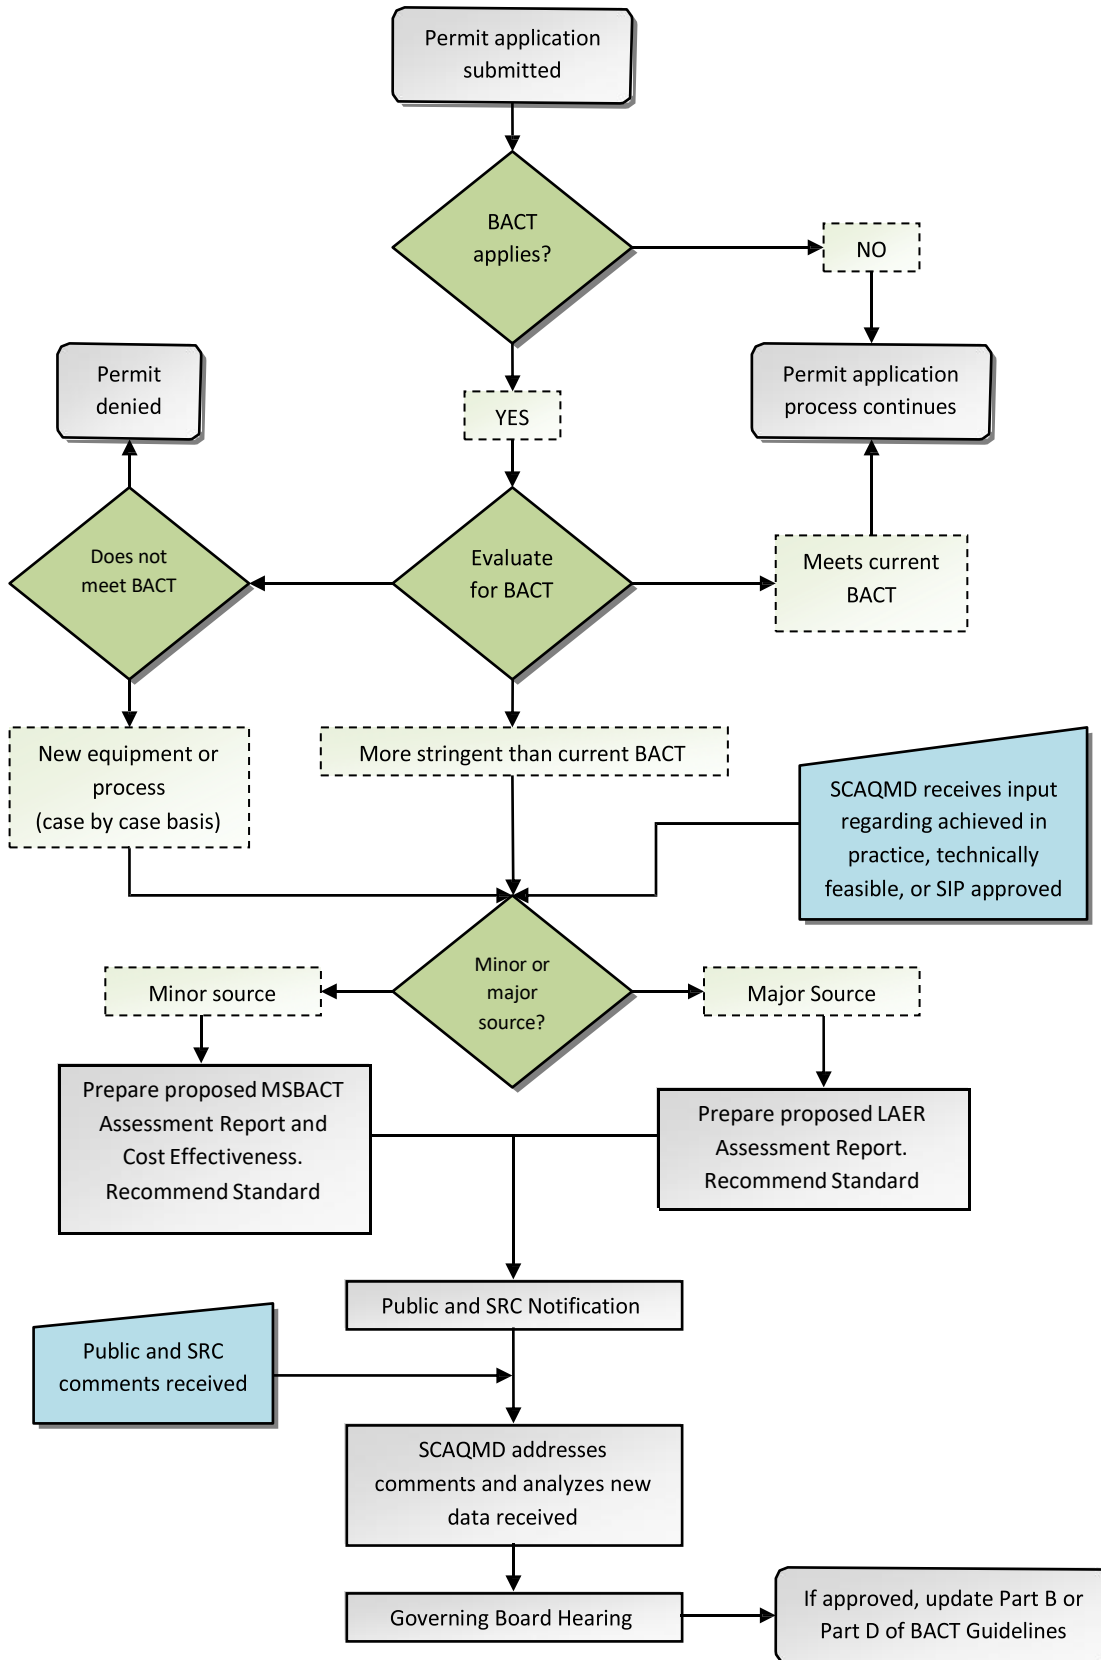 Permit application
submitted
BACT
applies?
NO
Permit
denied
YES
Permit application
process continues
Does not
meet BACT
Evaluate
for BACT
Meets current
BACT
New equipment or
process
(case by case basis)
More stringent than current BACT
SCAQMD receives input
regarding achieved in
practice, technically
feasible, or SIP approved
Minor source
Minor or
major
source?
Major Source
Prepare proposed MSBACT
Assessment Report and
Cost Effectiveness.
Recommend Standard
Prepare proposed LAER
Assessment Report.
Recommend Standard
Public and SRC Notification
Public and SRC
comments received
SCAQMD addresses
comments and analyzes new
data received
Governing Board Hearing
If approved, update Part B or
Part D of BACT Guidelines